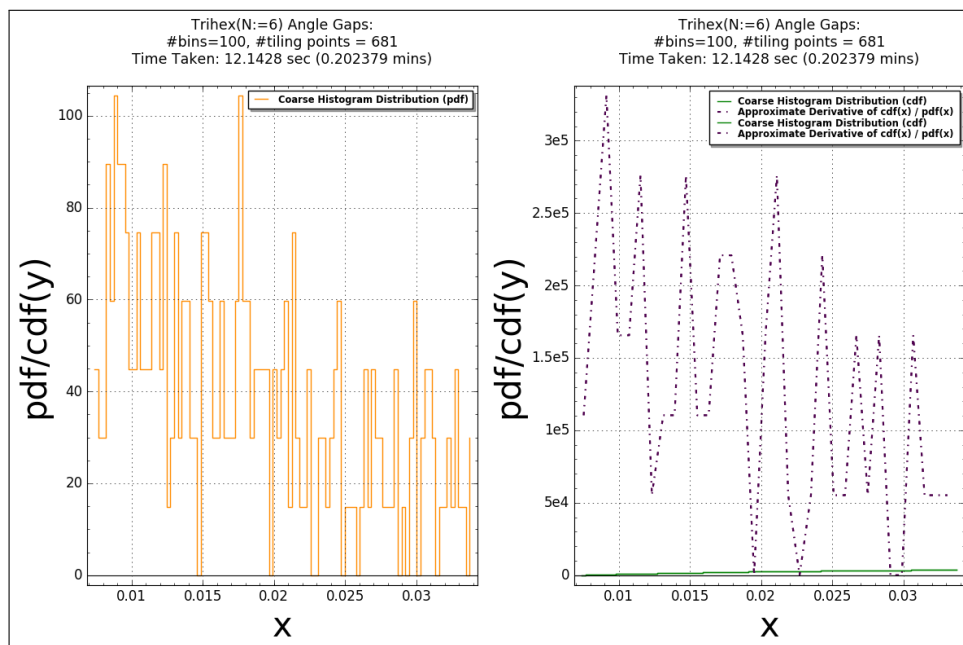 Trihex(N:=6) Angle Gaps:
#bins=100, #tiling points = 681
Time Taken: 12.1428 sec (0.202379 mins)
Coarse Histogram Distribution (pdf)
100
80
60
40
20
0
0.01
0.015
0.02
0.025
0.03
pdf/cdf(y)
x
Trihex(N:=6) Angle Gaps:
#bins=100, #tiling points = 681
Time Taken: 12.1428 sec (0.202379 mins)
Coarse Histogram Distribution (cdf)
Approximate Derivative of cdf(x) / pdf(x)
Coarse Histogram Distribution (cdf)
Approximate Derivative of cdf(x) / pdf(x)
3e5
2.5e5
2e5
1.5e5
1e5
5e4
0
0.01
0.015
0.02
0.025
0.03
pdf/cdf(y)
x